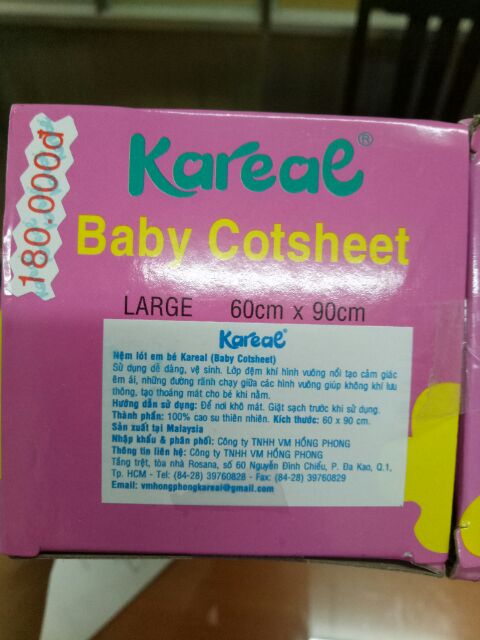 180.000đ
Kareal®
Baby Cotsheet
LARGE 60cm x 90cm
Kareal®
Nệm lót em bé Kareal (Baby Cotsheet)
Sử dụng dễ dàng, vệ sinh. Lớp đệm khí hình vuông nổi tạo cảm giác
êm ái, những đường rãnh chạy giữa các hình vuông giúp không khí lưu
thông, tạo thoáng mát cho bé khi nằm.
Hướng dẫn sử dụng: Để nơi khô mát. Giặt sạch trước khi sử dụng.
Thành phần: 100% cao su thiên nhiên. Kích thước: 60 x 90 cm.
Sản xuất tại Malaysia
Nhập khẩu & phân phối: Công ty TNHH VM HỒNG PHONG
Thông tin liên hệ: Công ty TNHH VM HỒNG PHONG
Tầng trệt, tòa nhà Rosana, số 60 Nguyễn Đình Chiểu, P. Đa Kao, Q.1,
Tp. HCM - Tel: (84-28) 39760828 - Fax: (84-28) 39760829
Email: vmhongphongkareal@gmail.com